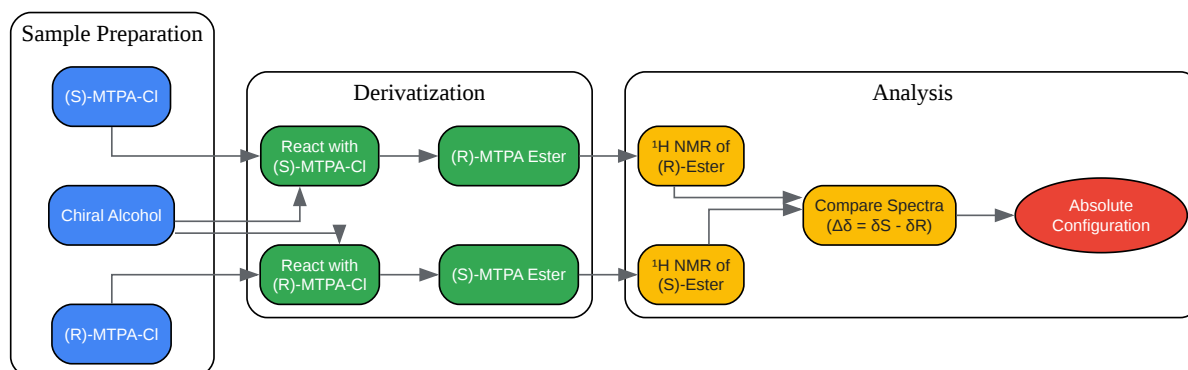 Sample Preparation
(S)-MTPA-Cl
Chiral Alcohol
(R)-MTPA-Cl
Derivatization
React with
(S)-MTPA-Cl
(R)-MTPA Ester
React with
(R)-MTPA-Cl
(S)-MTPA Ester
Analysis
¹H NMR of
(R)-Ester
¹H NMR of
(S)-Ester
Compare Spectra
(Δδ = δS - δR)
Absolute
Configuration